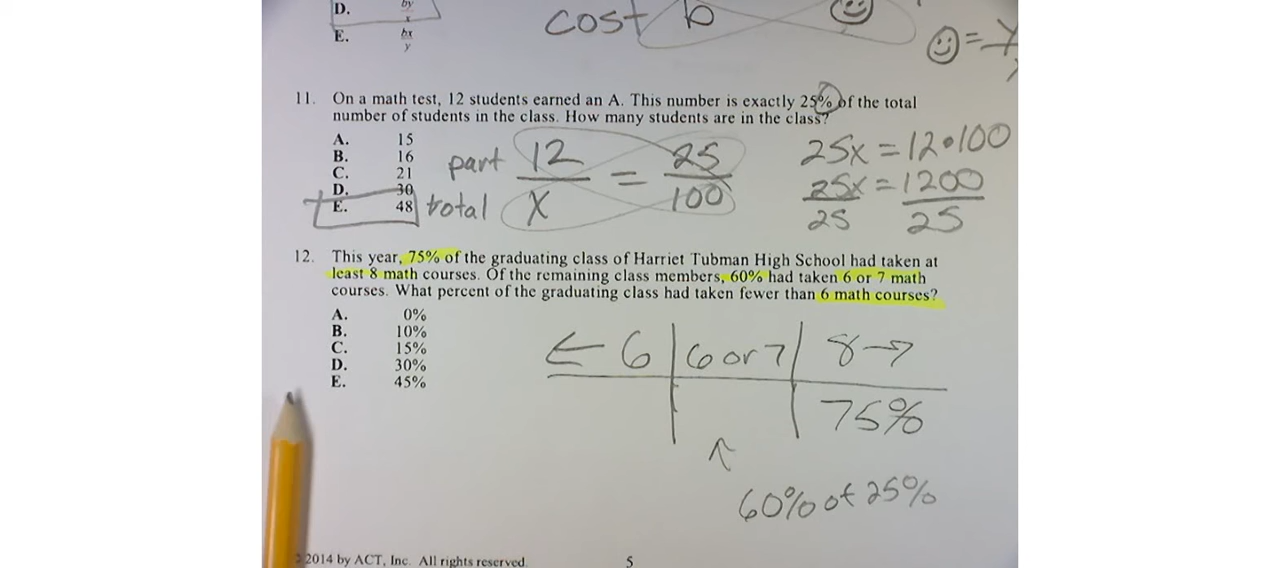 D. by/x
cost b
E. bx/y
= y
11. On a math test, 12 students earned an A. This number is exactly 25% of the total
number of students in the class. How many students are in the class?
A. 15
B. 16
C. 21
D. 30
E. 48
part 12 = 25
total x 100
25x = 12•100
25x = 1200
25 25
12. This year, 75% of the graduating class of Harriet Tubman High School had taken at
least 8 math courses. Of the remaining class members, 60% had taken 6 or 7 math
courses. What percent of the graduating class had taken fewer than 6 math courses?
A. 0%
B. 10%
C. 15%
D. 30%
E. 45%
← 6 | 6 or 7 | 8 →
75%
↑
60% of 25%
2014 by ACT, Inc. All rights reserved.
5